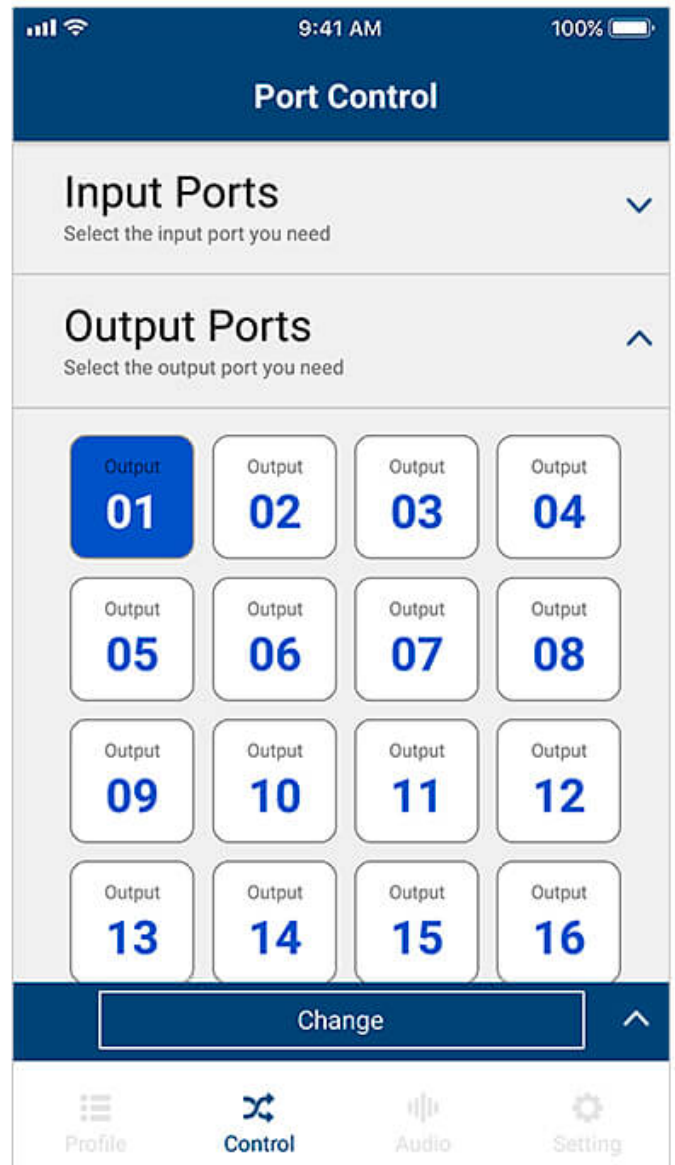 9:41 AM 100%
Port Control
Input Ports
Select the input port you need
Output Ports
Select the output port you need
Output Output Output Output
01 02 03 04
Output Output Output Output
05 06 07 08
Output Output Output Output
09 10 11 12
Output Output Output Output
13 14 15 16
Change
Profile Control Audio Setting